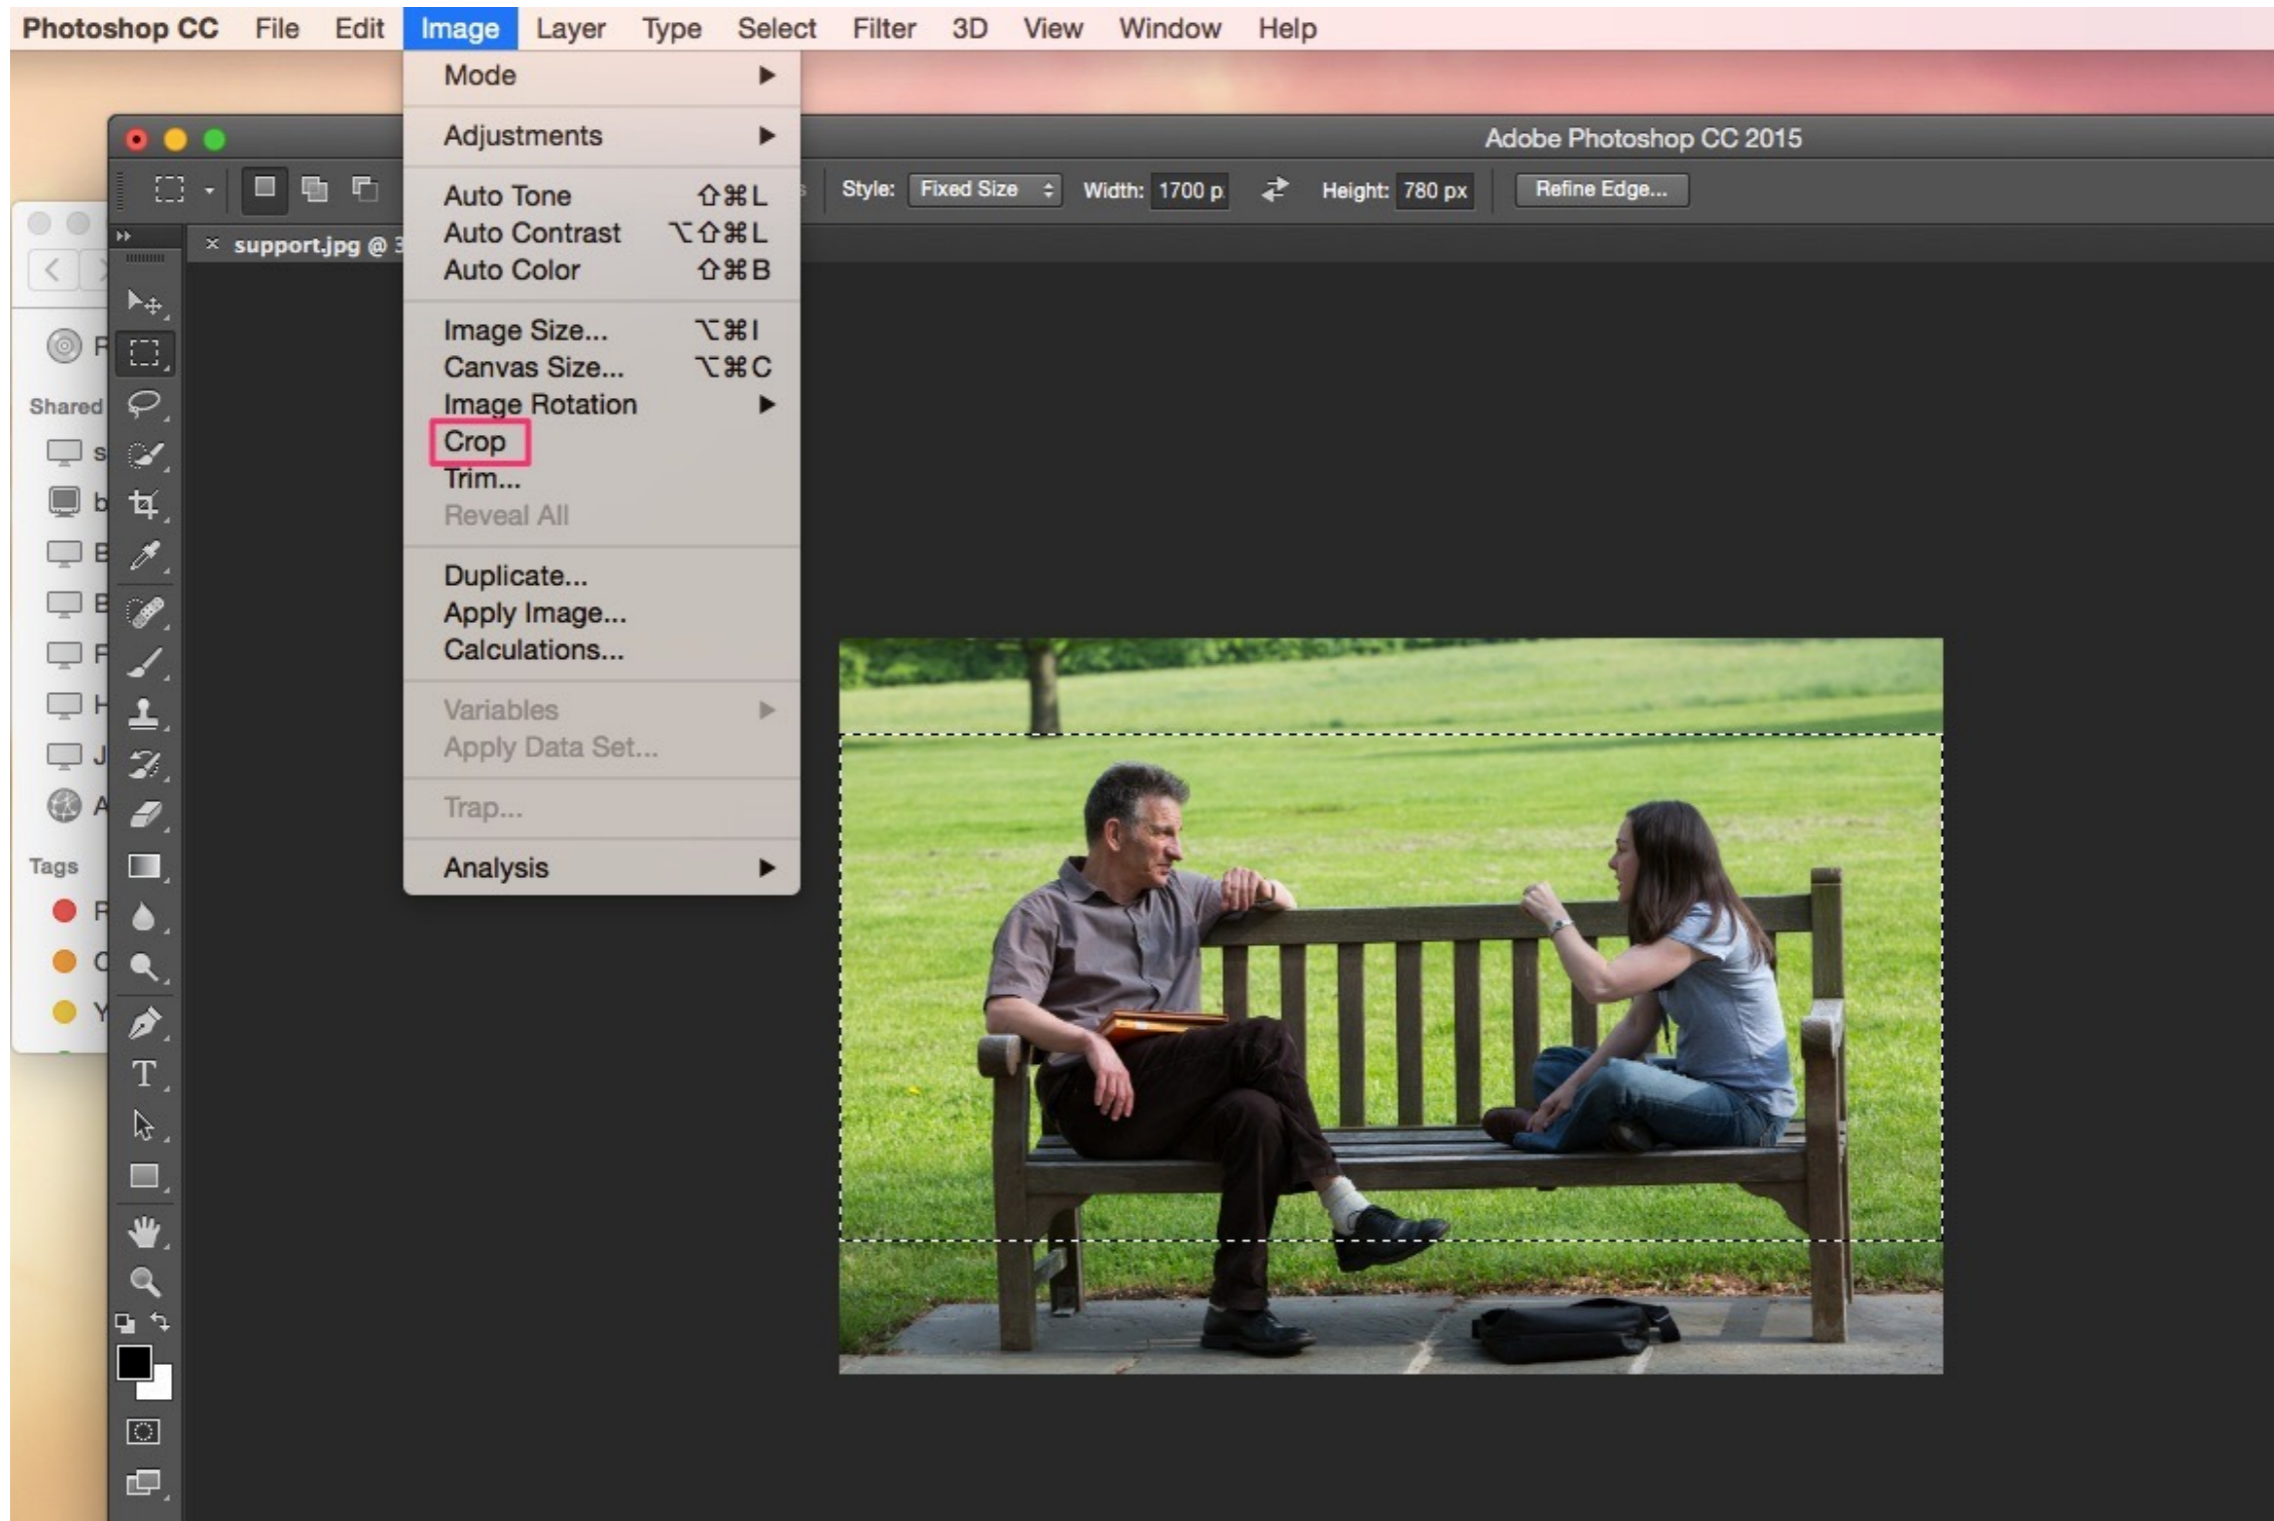 Photoshop CC File Edit Image Layer Type Select Filter 3D View Window Help
Mode
Adjustments
Auto Tone ⇧⌘L
Auto Contrast ⌥⇧⌘L
Auto Color ⇧⌘B
Image Size... ⌥⌘I
Canvas Size... ⌥⌘C
Image Rotation
Crop
Trim...
Reveal All
Duplicate...
Apply Image...
Calculations...
Variables
Apply Data Set...
Trap...
Analysis
Adobe Photoshop CC 2015
Style: Fixed Size Width: 1700 p Height: 780 px Refine Edge...
× support.jpg @ 3
R
Shared
s
b
B
B
F
H
J
A
Tags
R
O
Y
T